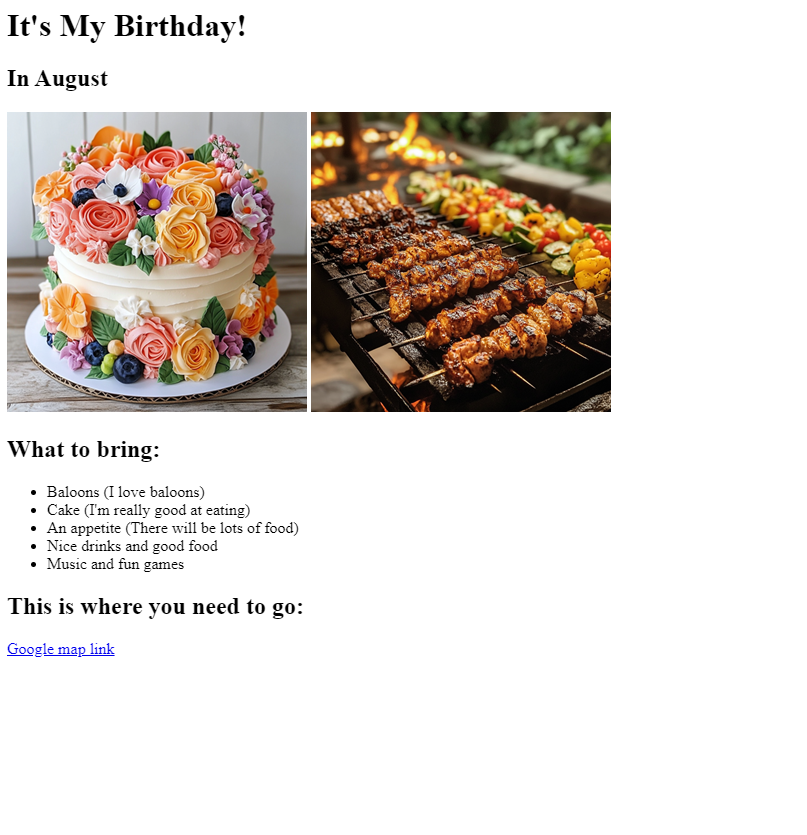 It's My Birthday!
In August
What to bring:
Baloons (I love baloons)
Cake (I'm really good at eating)
An appetite (There will be lots of food)
Nice drinks and good food
Music and fun games
This is where you need to go:
Google map link